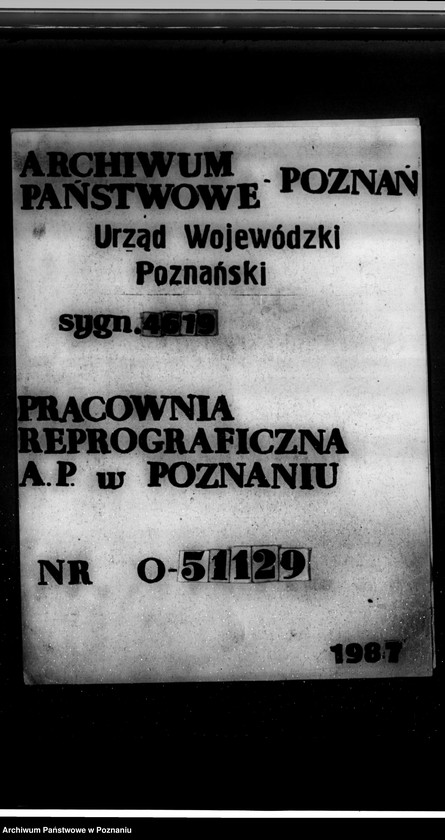 ARCHIWUM
PAŃSTWOWE - POZNAŃ
Urząd Wojewódzki
Poznański
sygn. 4619
PRACOWNIA
REPROGRAFICZNA
A.P. w POZNANIU
NR O-51129
1987
Archiwum Państwowe w Poznaniu